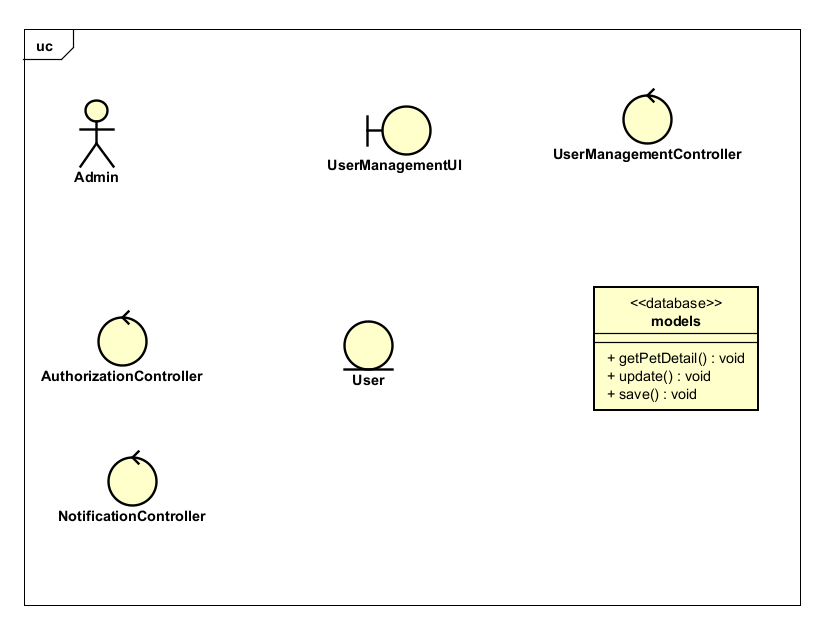 uc
Admin
UserManagementUI
UserManagementController
AuthorizationController
User
<<database>>
models
+ getPetDetail() : void
+ update() : void
+ save() : void
NotificationController